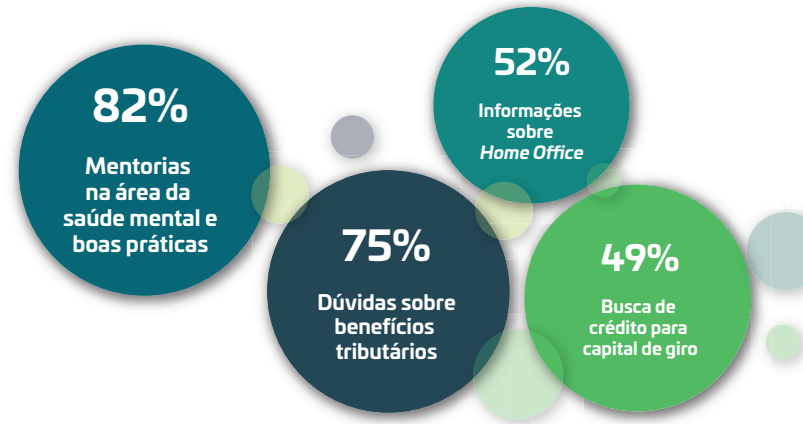 82%
Mentorias
na área da
saúde mental e
boas práticas
75%
Dúvidas sobre
benefícios
tributários
52%
Informações
sobre
Home Office
49%
Busca de
crédito para
capital de giro